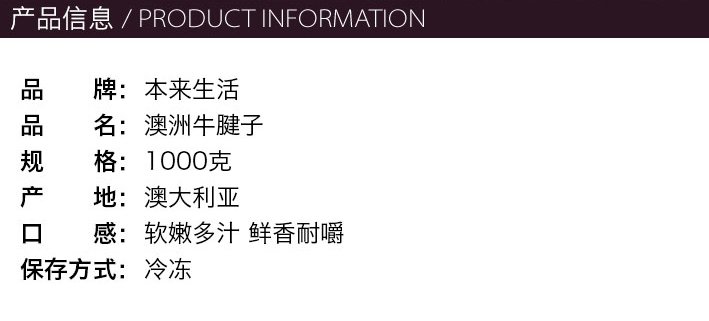 产品信息 / PRODUCT INFORMATION
品 牌：本来生活
品 名：澳洲牛腱子
规 格：1000克
产 地：澳大利亚
口 感：软嫩多汁 鲜香耐嚼
保存方式：冷冻